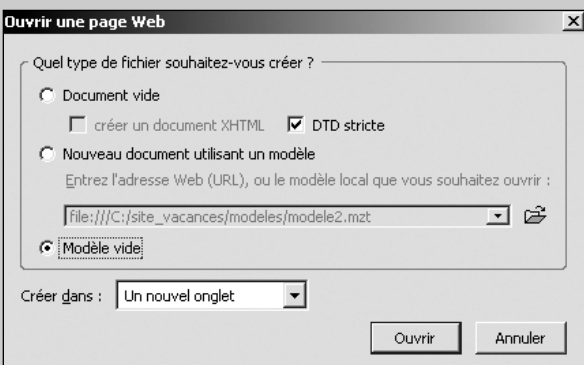 Ouvrir une page Web
Quel type de fichier souhaitez-vous créer ?
Document vide
créer un document XHTML DTD stricte
Nouveau document utilisant un modèle
Entrez l'adresse Web (URL), ou le modèle local que vous souhaitez ouvrir :
file:///C:/site_vacances/modeles/modele2.mzt
Modèle vide
Créer dans : Un nouvel onglet
Ouvrir Annuler